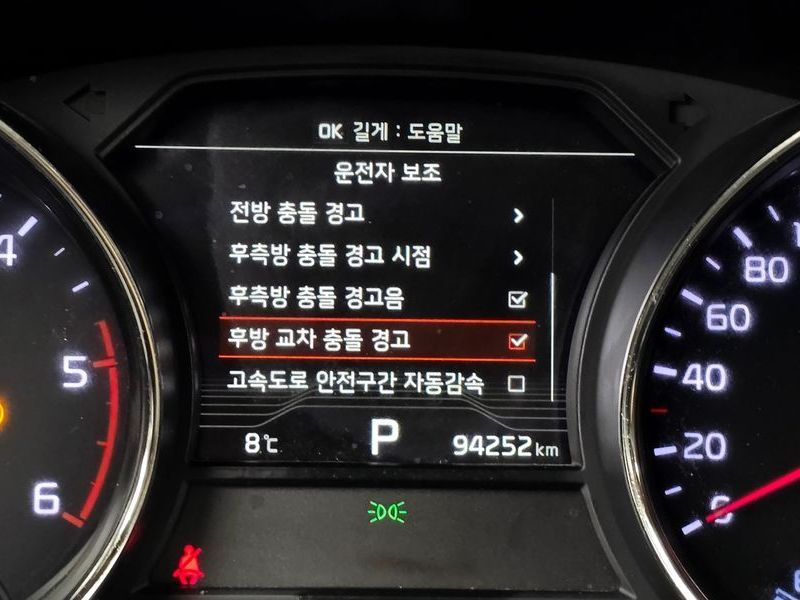 OK 길게 : 도움말
운전자 보조
전방 충돌 경고
후측방 충돌 경고 시점
후측방 충돌 경고음
후방 교차 충돌 경고
고속도로 안전구간 자동감속
8℃ P 94252km
4
5
6
80
60
40
20